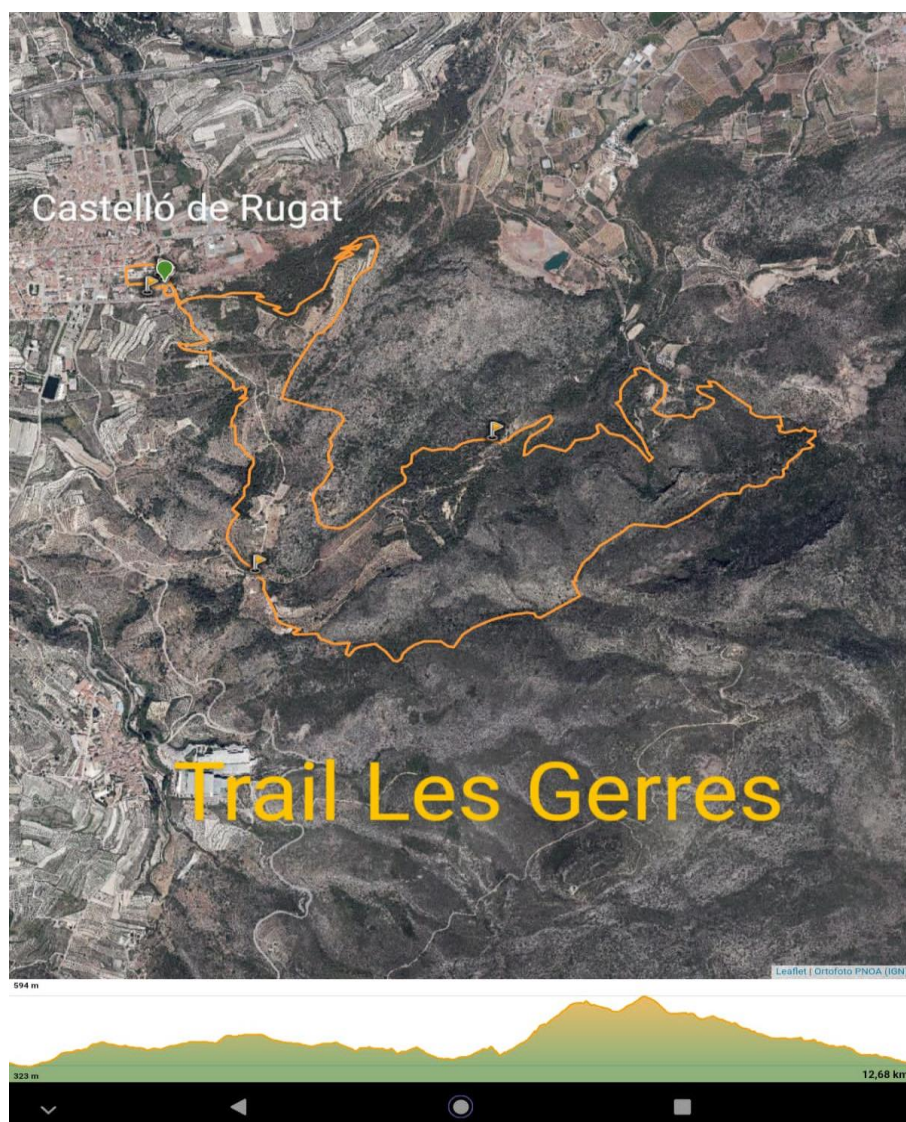 Castelló de Rugat
Trail Les Gerres
Leaflet | Ortofoto PNOA (IGN
594 m
323 m
12,68 km